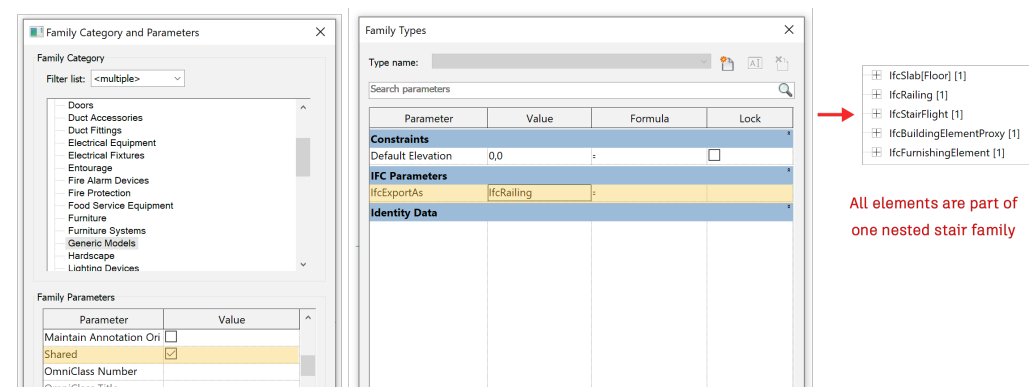 Family Category and Parameters
Family Category
Filter list: <multiple>
Doors
Duct Accessories
Duct Fittings
Electrical Equipment
Electrical Fixtures
Entourage
Fire Alarm Devices
Fire Protection
Food Service Equipment
Furniture
Furniture Systems
Generic Models
Hardscape
Lighting Devices
Family Parameters
Parameter Value
Maintain Annotation Ori
Shared
OmniClass Number
OmniClass Title
Family Types
Type name:
Search parameters
Parameter Value Formula Lock
Constraints
Default Elevation 0,0 =
IFC Parameters
IfcExportAs IfcRailing =
Identity Data
IfcSlab[Floor] [1]
IfcRailing [1]
IfcStairFlight [1]
IfcBuildingElementProxy [1]
IfcFurnishingElement [1]
All elements are part of
one nested stair family